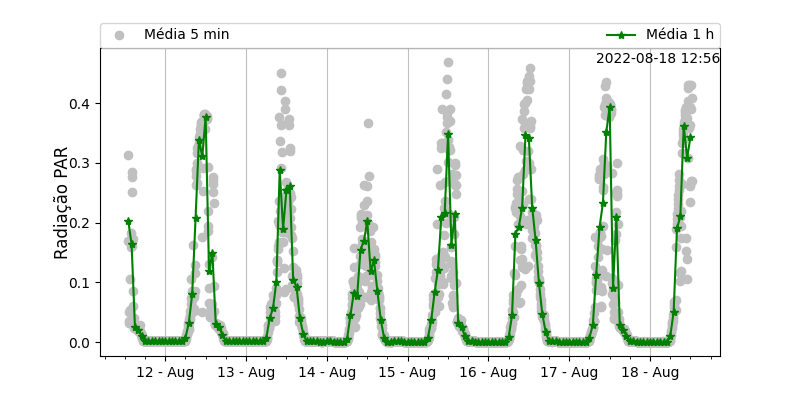 Média 5 min
Média 1 h
2022-08-18 12:56
Radiação PAR
0.4
0.3
0.2
0.1
0.0
12 - Aug
13 - Aug
14 - Aug
15 - Aug
16 - Aug
17 - Aug
18 - Aug